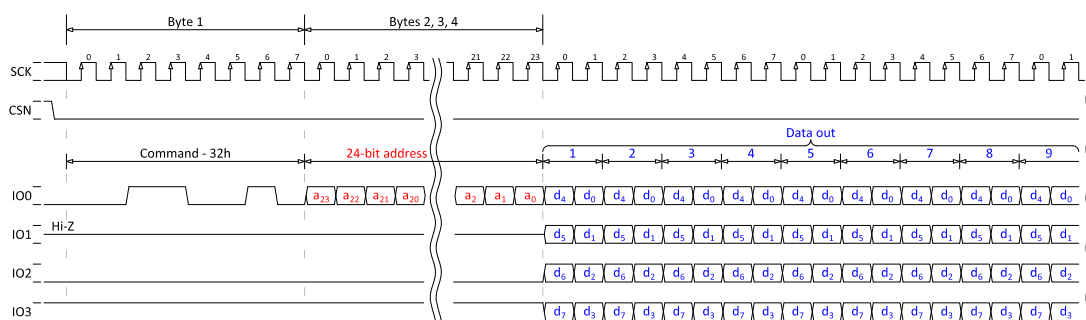 Byte 1 Bytes 2, 3, 4
SCK 0 1 2 3 4 5 6 7 0 1 2 3 21 22 23 0 1 2 3 4 5 6 7 0 1 2 3 4 5 6 7 0 1
CSN
Data out
Command - 32h 24-bit address 1 2 3 4 5 6 7 8 9
IO0 a23 a22 a21 a20 a2 a1 a0 d4 d0 d4 d0 d4 d0 d4 d0 d4 d0 d4 d0 d4 d0 d4 d0 d4 d0
Hi-Z
IO1 d5 d1 d5 d1 d5 d1 d5 d1 d5 d1 d5 d1 d5 d1 d5 d1 d5 d1
IO2 d6 d2 d6 d2 d6 d2 d6 d2 d6 d2 d6 d2 d6 d2 d6 d2 d6 d2
IO3 d7 d3 d7 d3 d7 d3 d7 d3 d7 d3 d7 d3 d7 d3 d7 d3 d7 d3